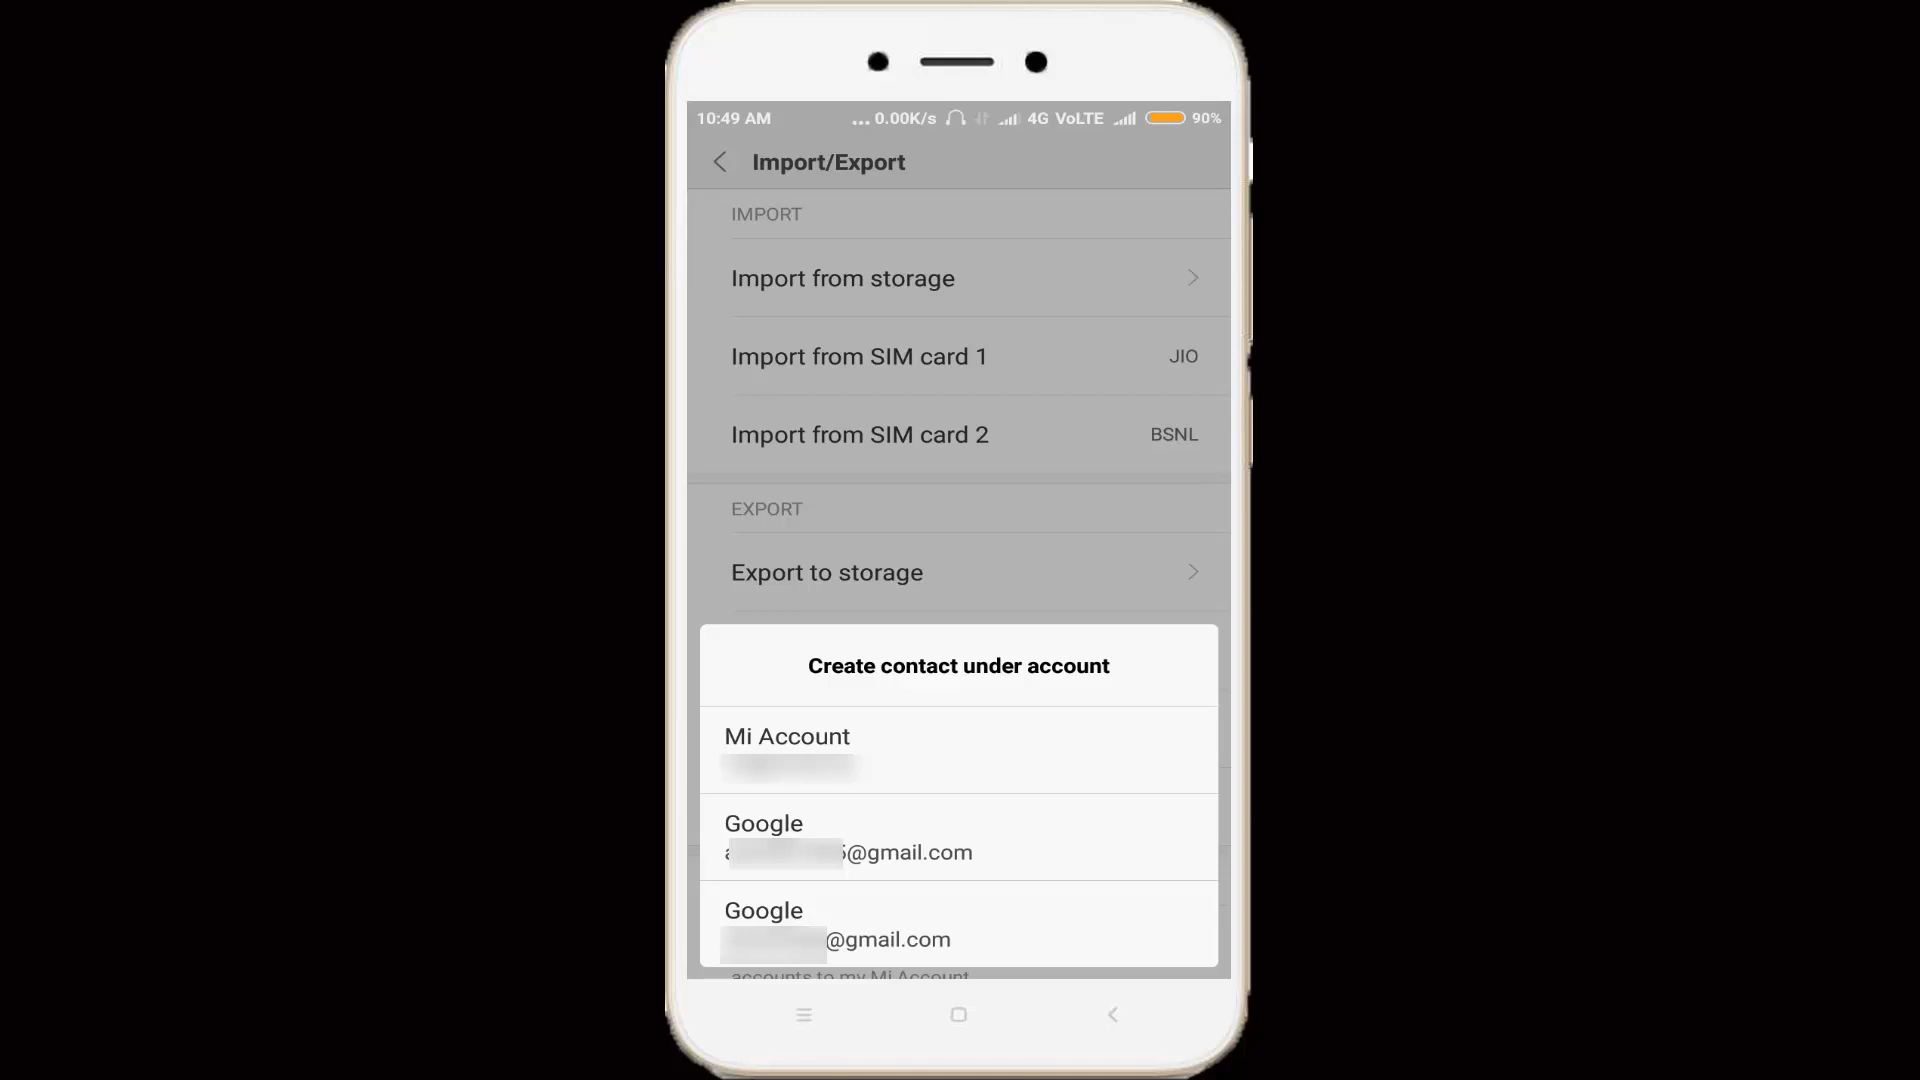 10:49 AM ... 0.00K/s 4G VoLTE 90%
Import/Export
IMPORT
Import from storage
Import from SIM card 1 JIO
Import from SIM card 2 BSNL
EXPORT
Export to storage
Create contact under account
Mi Account
Google
@gmail.com
Google
@gmail.com
accounts to my Mi Account